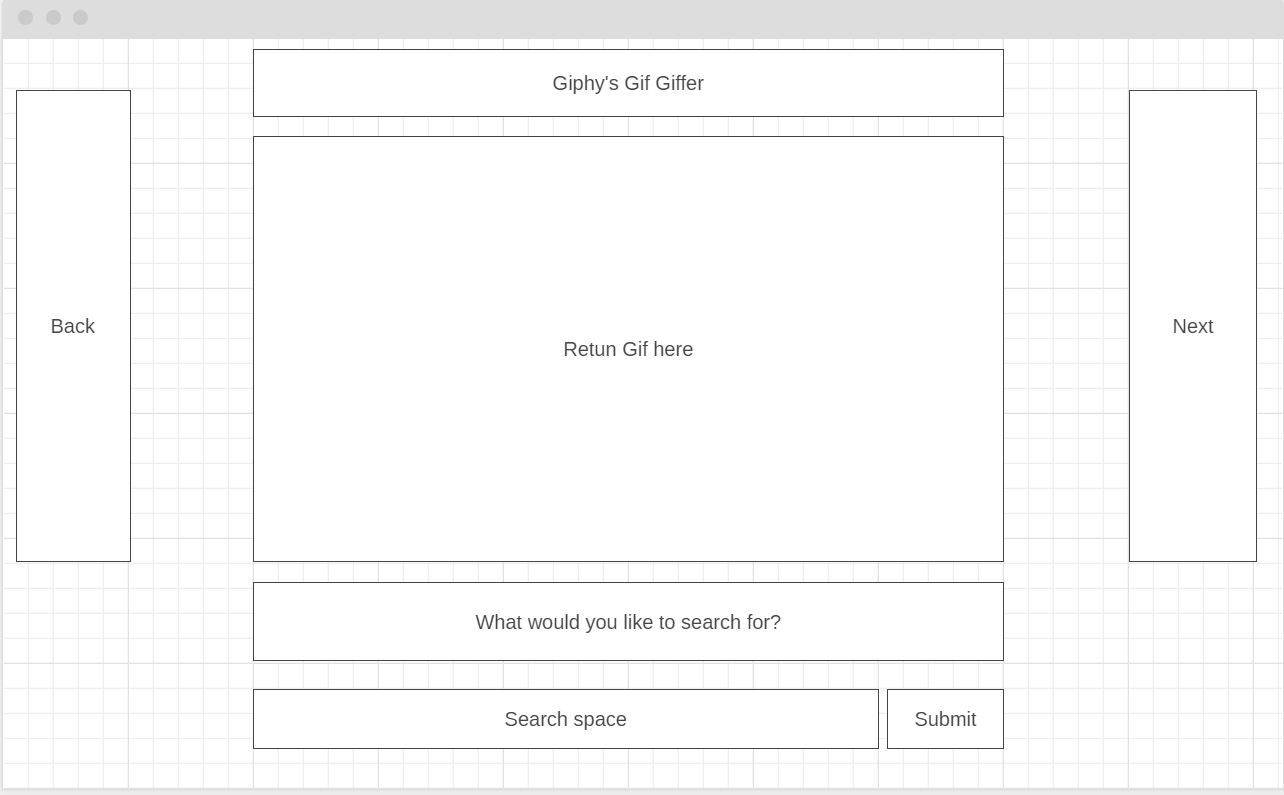 Giphy's Gif Giffer
Back
Retun Gif here
Next
What would you like to search for?
Search space
Submit